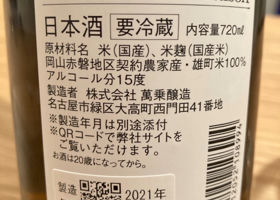 日本酒 要冷蔵 内容量720ml
原材料名 米(国産)、米麹(国産米)
岡山赤磐地区契約農家産・雄町米100%
アルコール分15度
製造者 株式会社 萬乗醸造
名古屋市緑区大高町西門田41番地
※製造年月は別途添付
※QRコードで弊社サイトを
ご覧いただけます。
お酒は20歳になってから。
製造 2021年